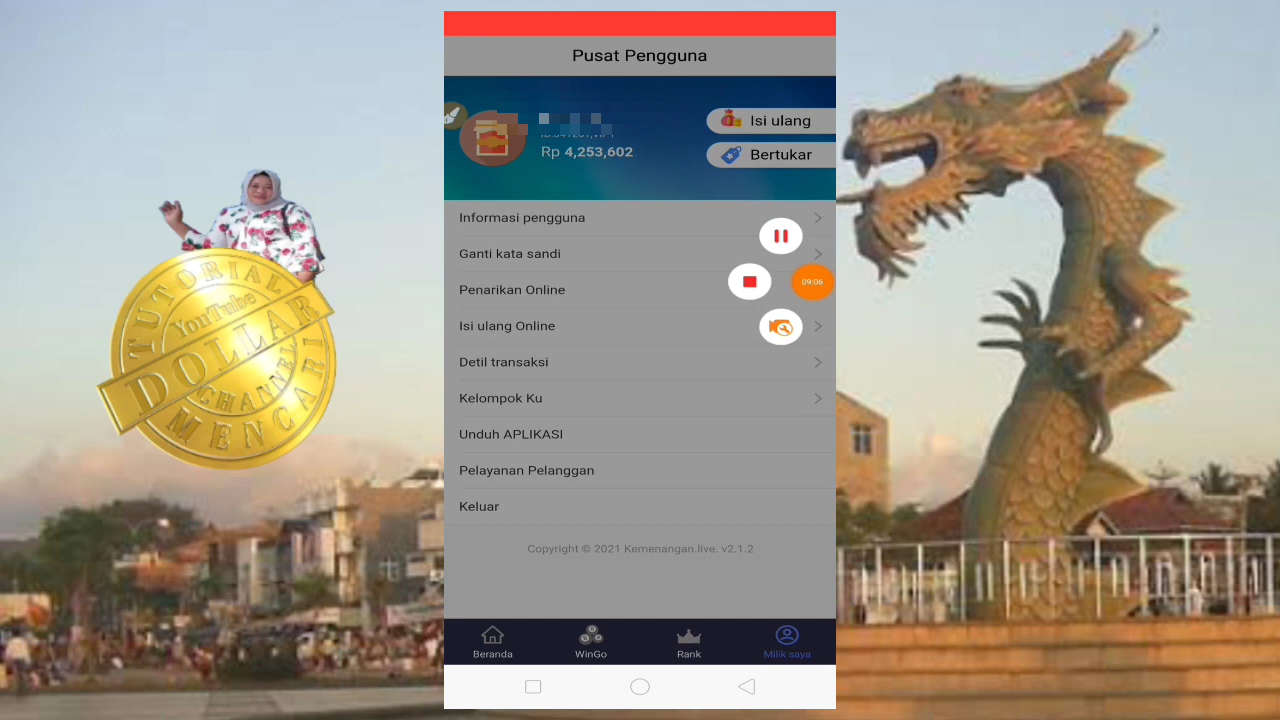 TUTORIAL
YouTube
DOLLAR
CHANNEL
MENCARI
Pusat Pengguna
Rp 4,253,602
Isi ulang
Bertukar
Informasi pengguna
Ganti kata sandi
Penarikan Online
09:06
Isi ulang Online
Detil transaksi
Kelompok Ku
Unduh APLIKASI
Pelayanan Pelanggan
Keluar
Copyright © 2021 Kemenangan.live. v2.1.2
Beranda
WinGo
Rank
Milik saya